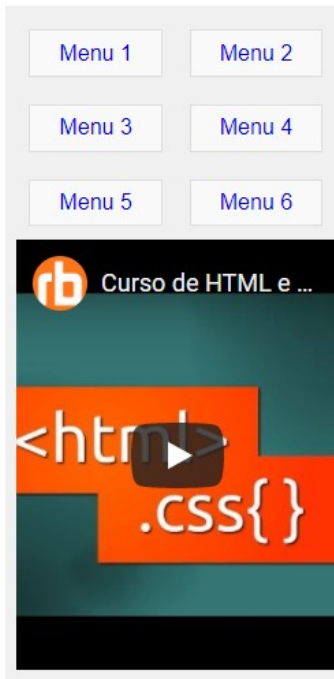 Menu 1 Menu 2
Menu 3 Menu 4
Menu 5 Menu 6
rb Curso de HTML e ...
<html>
.css{ }